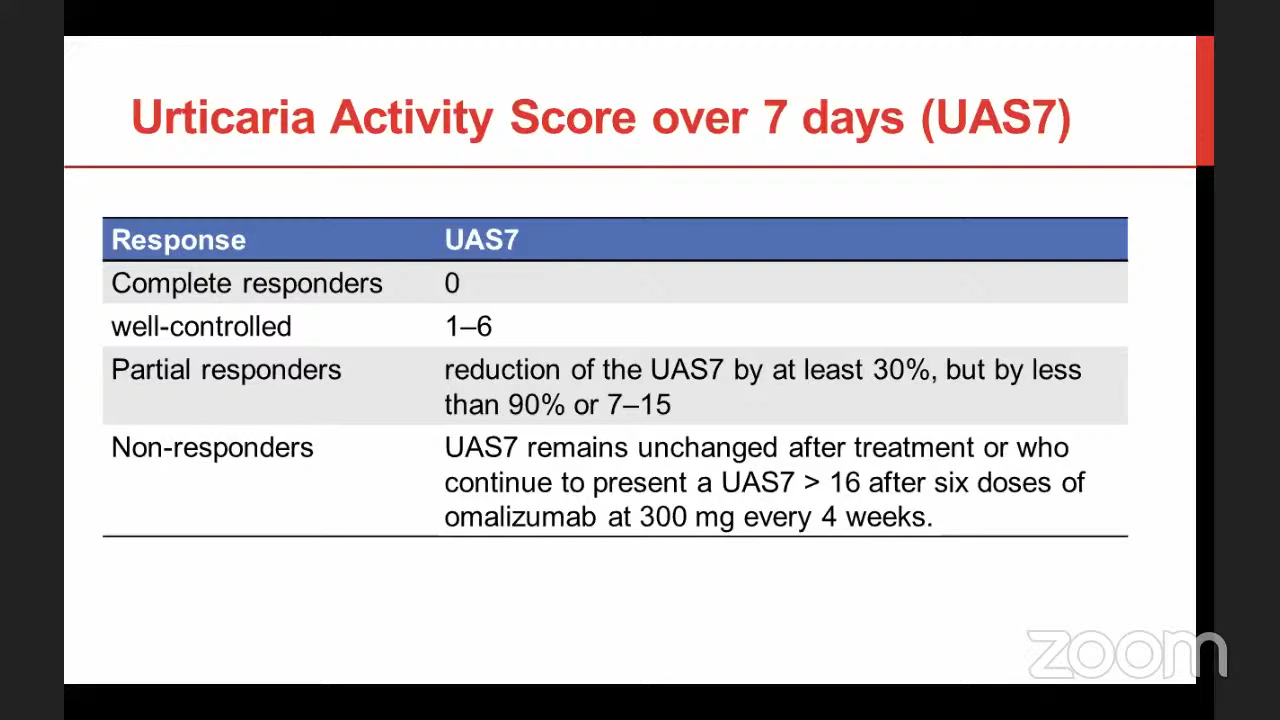 Urticaria Activity Score over 7 days (UAS7)
Response UAS7
Complete responders 0
well-controlled 1–6
Partial responders reduction of the UAS7 by at least 30%, but by less
than 90% or 7–15
Non-responders UAS7 remains unchanged after treatment or who
continue to present a UAS7 > 16 after six doses of
omalizumab at 300 mg every 4 weeks.
zoom